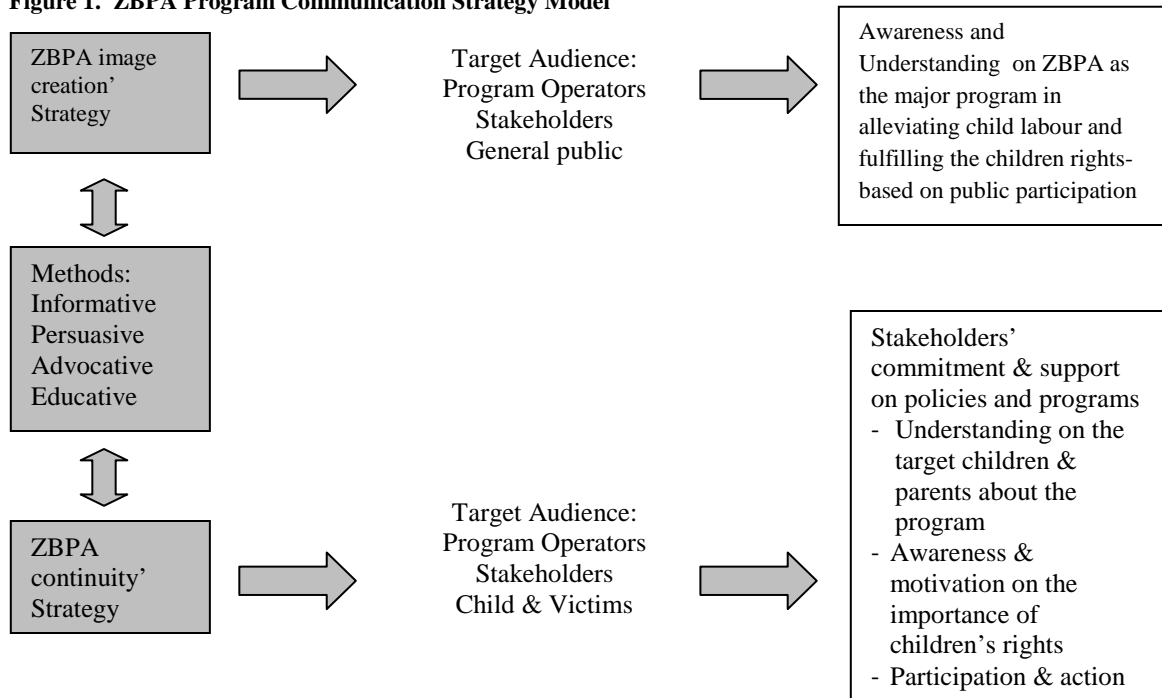 Figure 1.  ZBPA Program Communication Strategy Model
ZBPA image
creation’
Strategy
Target Audience:
Program Operators
Stakeholders
General public
Awareness and
Understanding  on ZBPA as
the major program in
alleviating child labour and
fulfilling the children rights-
based on public participation
Methods:
Informative
Persuasive
Advocative
Educative
ZBPA
continuity’
Strategy
Target Audience:
Program Operators
Stakeholders
Child & Victims
Stakeholders’
commitment & support
on policies and programs
- Understanding on the
target children &
parents about the
program
- Awareness &
motivation on the
importance of
children’s rights
- Participation & action